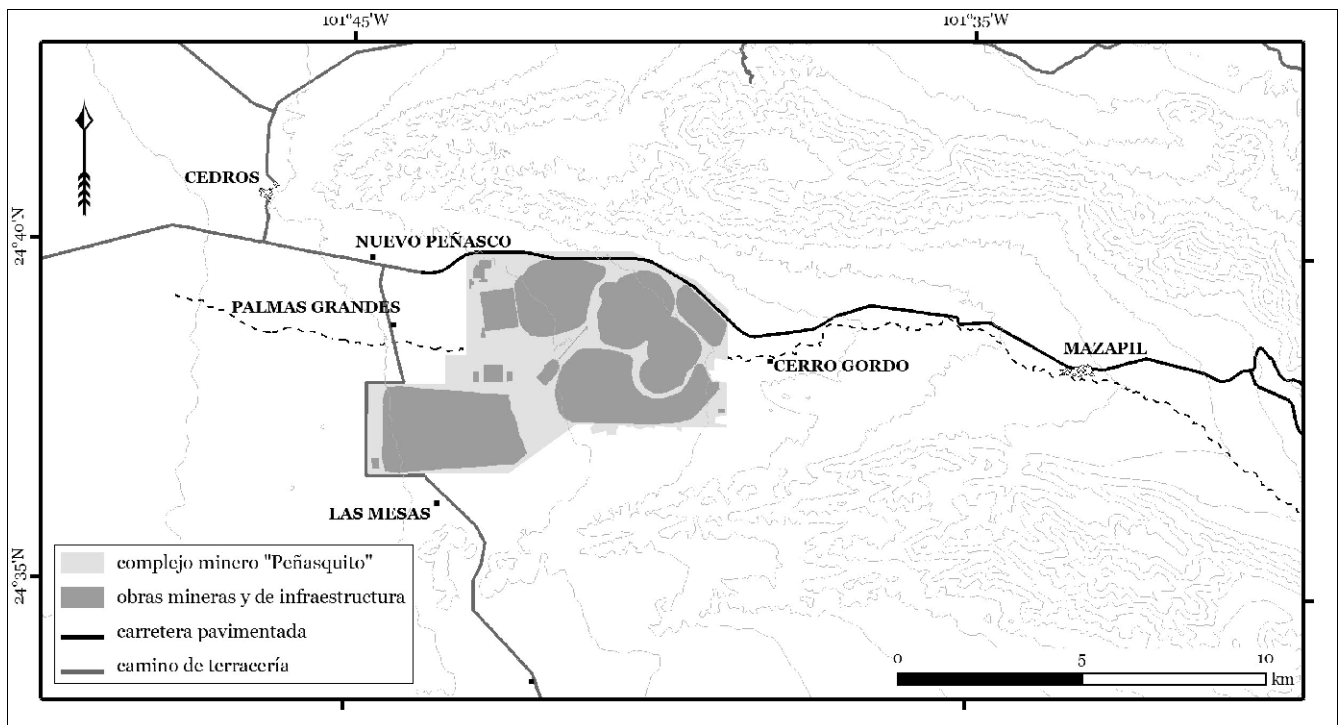 101°45'W
101°35'W
CEDROS
24°40'N
NUEVO PEÑASCO
PALMAS GRANDES
MAZAPIL
CERRO GORDO
LAS MESAS
24°35'N
complejo minero "Peñasquito"
obras mineras y de infraestructura
carretera pavimentada
camino de terracería
0 5 10
km